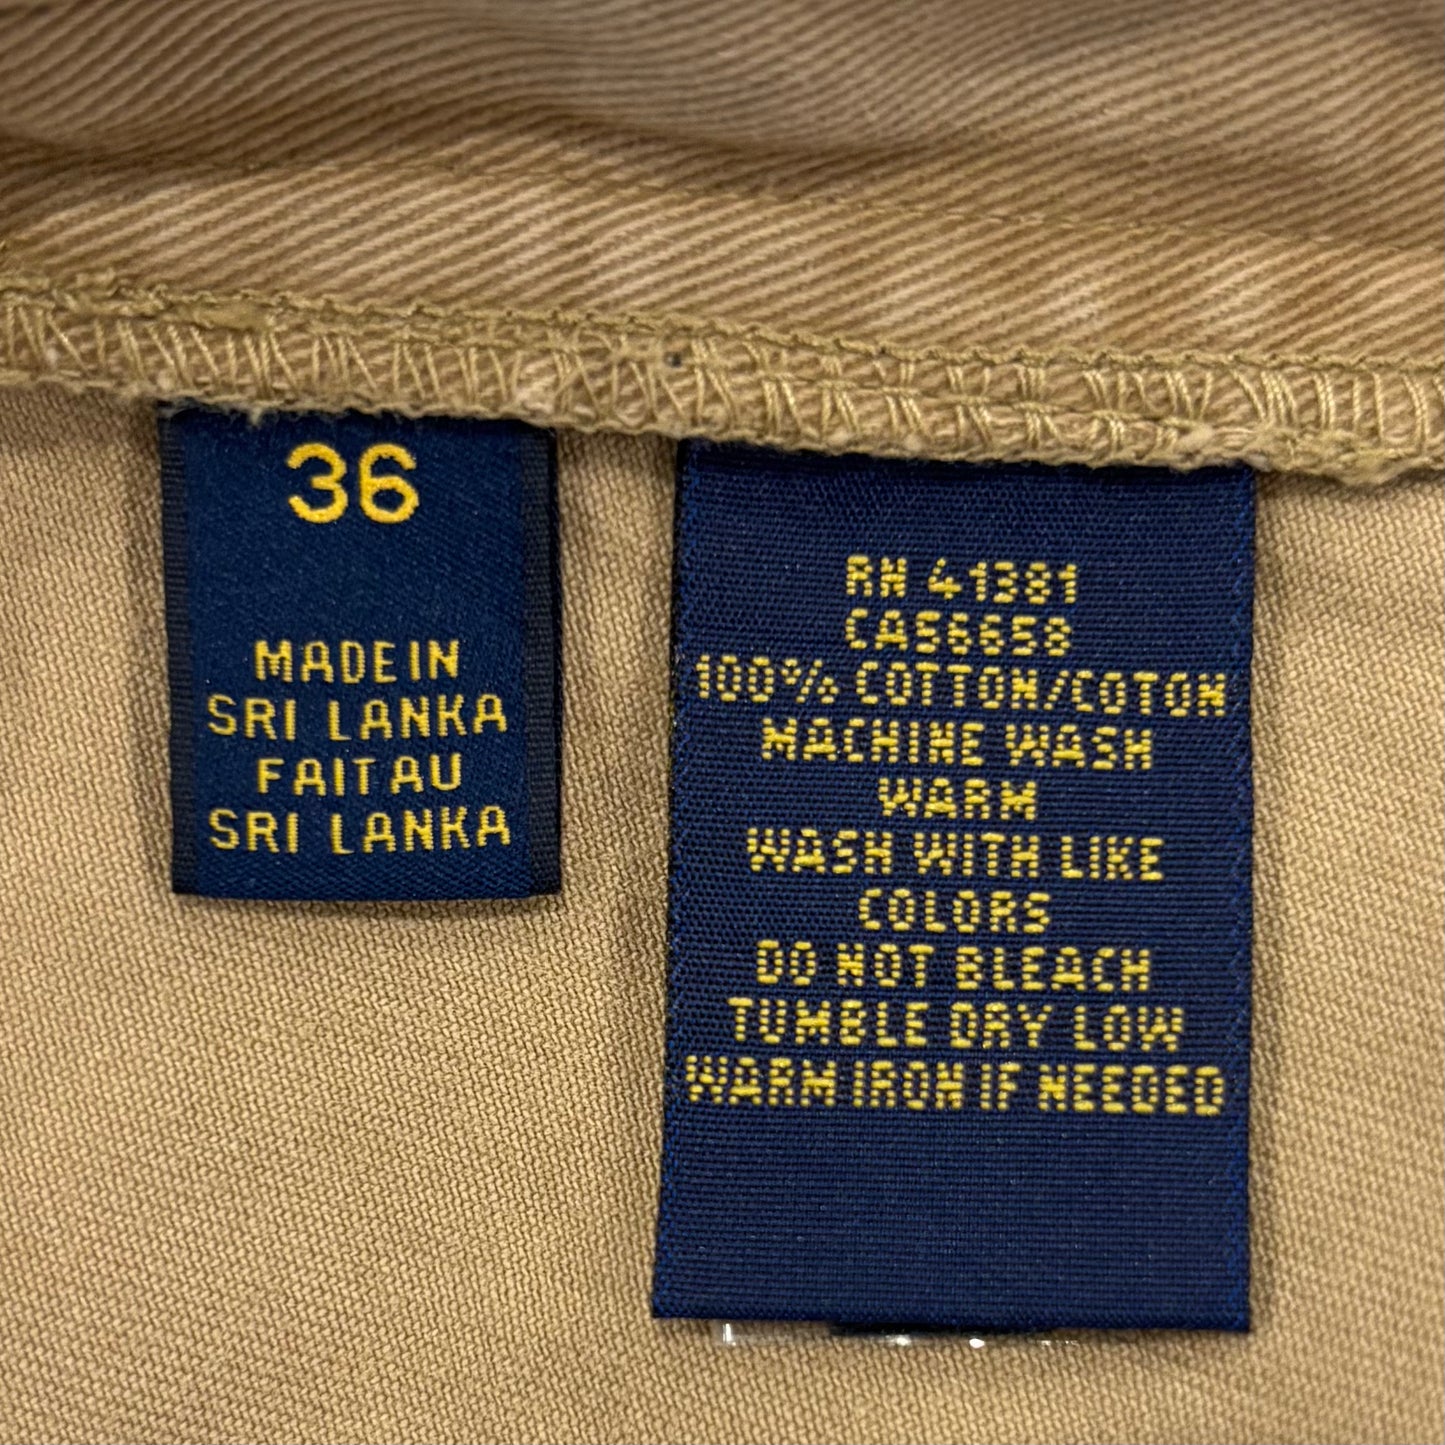 36
MADE IN
SRI LANKA
FAIT AU
SRI LANKA
RN 41381
CA56658
100% COTTON/COTON
MACHINE WASH
WARM
WASH WITH LIKE
COLORS
DO NOT BLEACH
TUMBLE DRY LOW
WARM IRON IF NEEDED